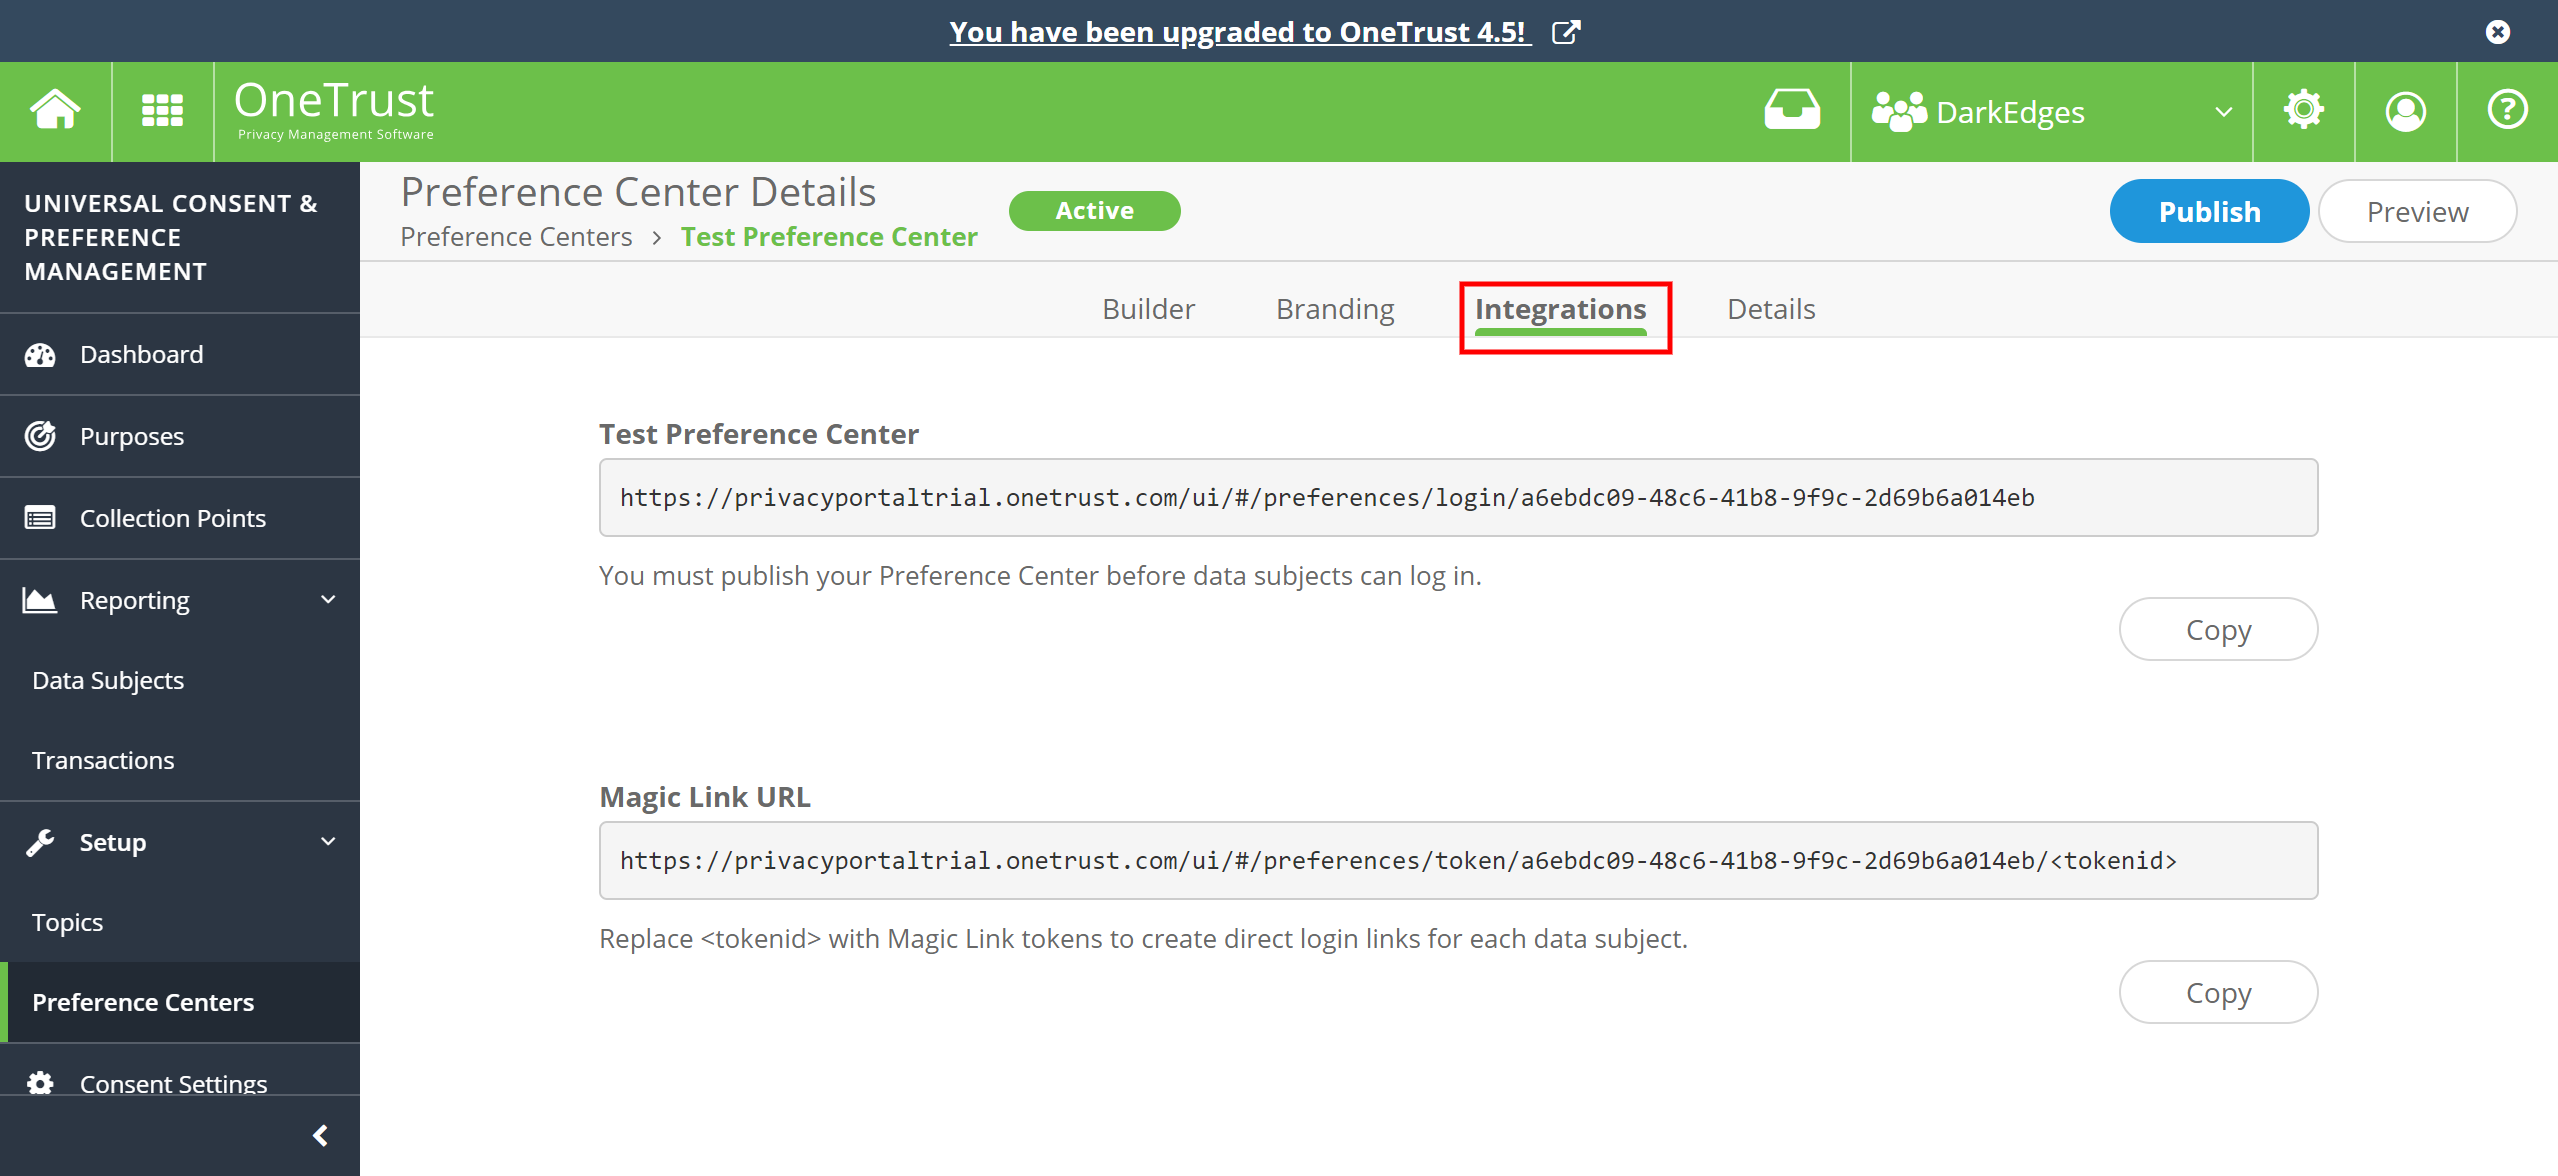 You have been upgraded to OneTrust 4.5!
OneTrust
Privacy Management Software
DarkEdges
UNIVERSAL CONSENT &
PREFERENCE
MANAGEMENT
Dashboard
Purposes
Collection Points
Reporting
Data Subjects
Transactions
Setup
Topics
Preference Centers
Consent Settings
Preference Center Details
Preference Centers > Test Preference Center
Active
Publish
Preview
Builder
Branding
Integrations
Details
Test Preference Center
https://privacyportaltrial.onetrust.com/ui/#/preferences/login/a6ebdc09-48c6-41b8-9f9c-2d69b6a014eb
You must publish your Preference Center before data subjects can log in.
Copy
Magic Link URL
https://privacyportaltrial.onetrust.com/ui/#/preferences/token/a6ebdc09-48c6-41b8-9f9c-2d69b6a014eb/<tokenid>
Replace <tokenid> with Magic Link tokens to create direct login links for each data subject.
Copy